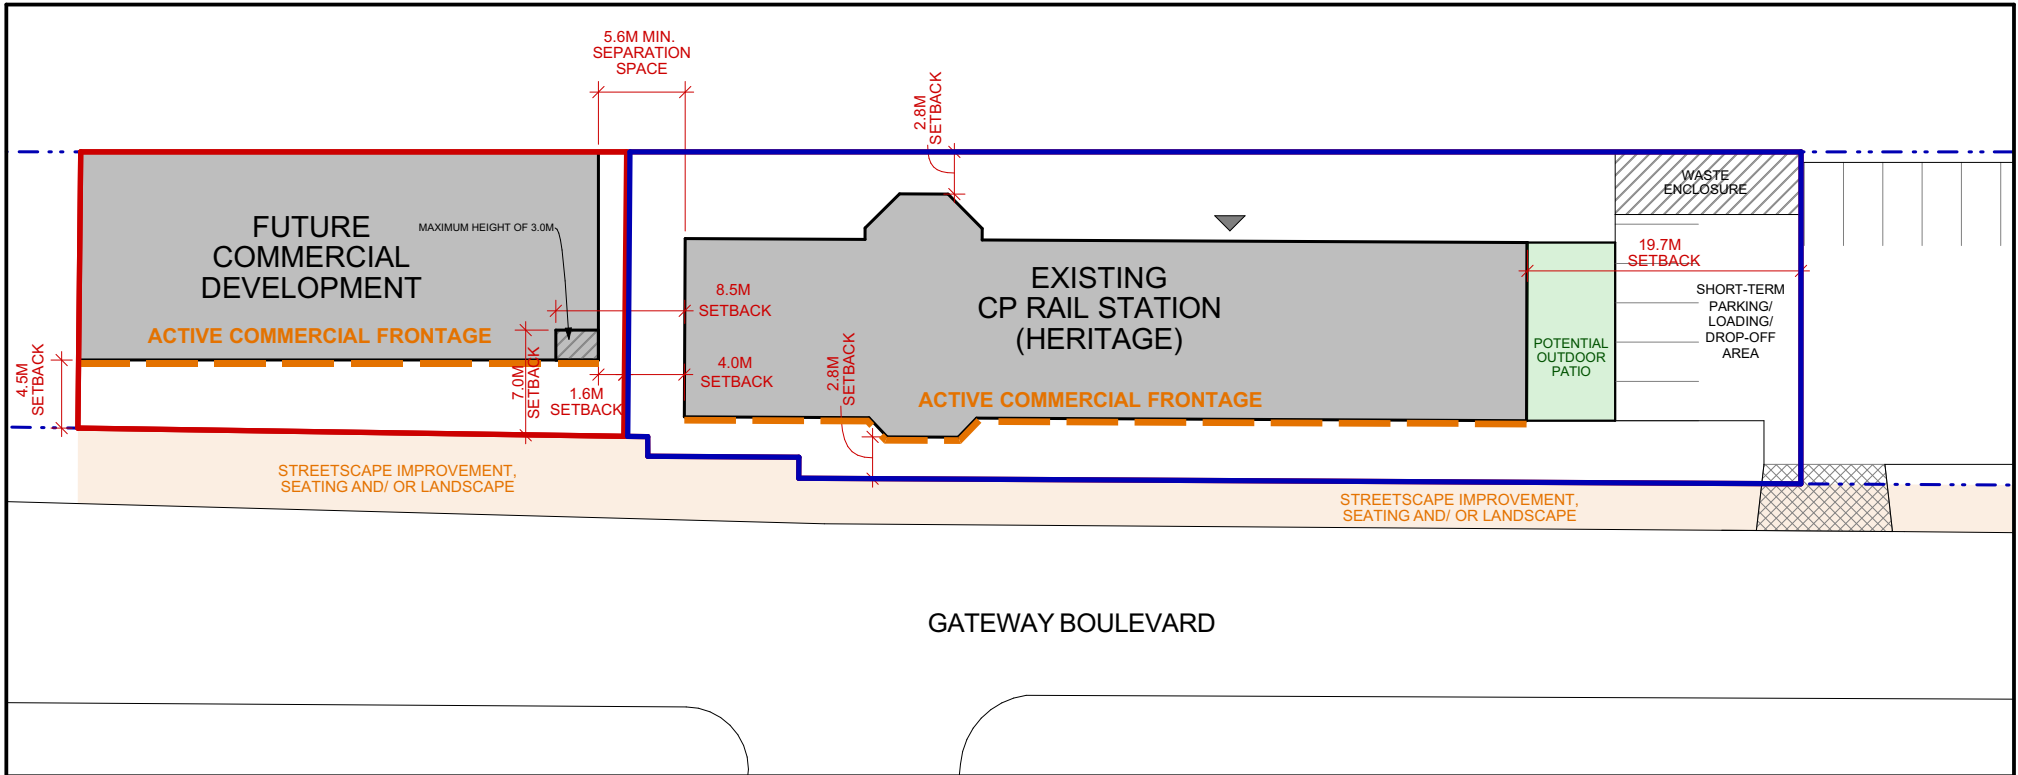 5.6M MIN.
SEPARATION
SPACE
2.8M
SETBACK
WASTE
ENCLOSURE
FUTURE
COMMERCIAL
DEVELOPMENT
MAXIMUM HEIGHT OF 3.0M
ACTIVE COMMERCIAL FRONTAGE
8.5M
SETBACK
EXISTING
CP RAIL STATION
(HERITAGE)
19.7M
SETBACK
SHORT-TERM
PARKING/
LOADING/
DROP-OFF
AREA
POTENTIAL
OUTDOOR
PATIO
4.5M
SETBACK
7.0M
SETBACK
1.6M
SETBACK
4.0M
SETBACK
2.8M
SETBACK
ACTIVE COMMERCIAL FRONTAGE
STREETSCAPE IMPROVEMENT,
SEATING AND/ OR LANDSCAPE
STREETSCAPE IMPROVEMENT,
SEATING AND/ OR LANDSCAPE
GATEWAY BOULEVARD